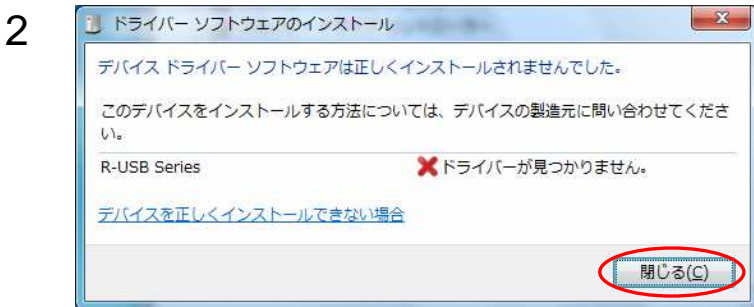 2
ドライバー ソフトウェアのインストール
デバイス ドライバー ソフトウェアは正しくインストールされませんでした。
このデバイスをインストールする方法については、デバイスの製造元に問い合わせてくださ
い。
R-USB Series ドライバーが見つかりません。
デバイスを正しくインストールできない場合
閉じる(C)